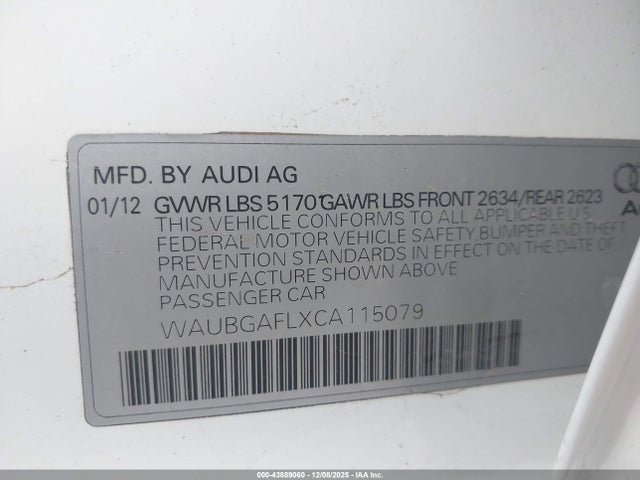 MFD. BY AUDI AG
01/12 GVWR LBS 5170 GAWR LBS FRONT 2634/REAR 2623
THIS VEHICLE CONFORMS TO ALL APPLICABLE U.S.
FEDERAL MOTOR VEHICLE SAFETY, BUMPER AND THEFT
PREVENTION STANDARDS IN EFFECT ON THE DATE OF
MANUFACTURE SHOWN ABOVE
PASSENGER CAR
WAUBGAFLXCA115079
000-43889060 • 12/08/2025 • IAAI.com